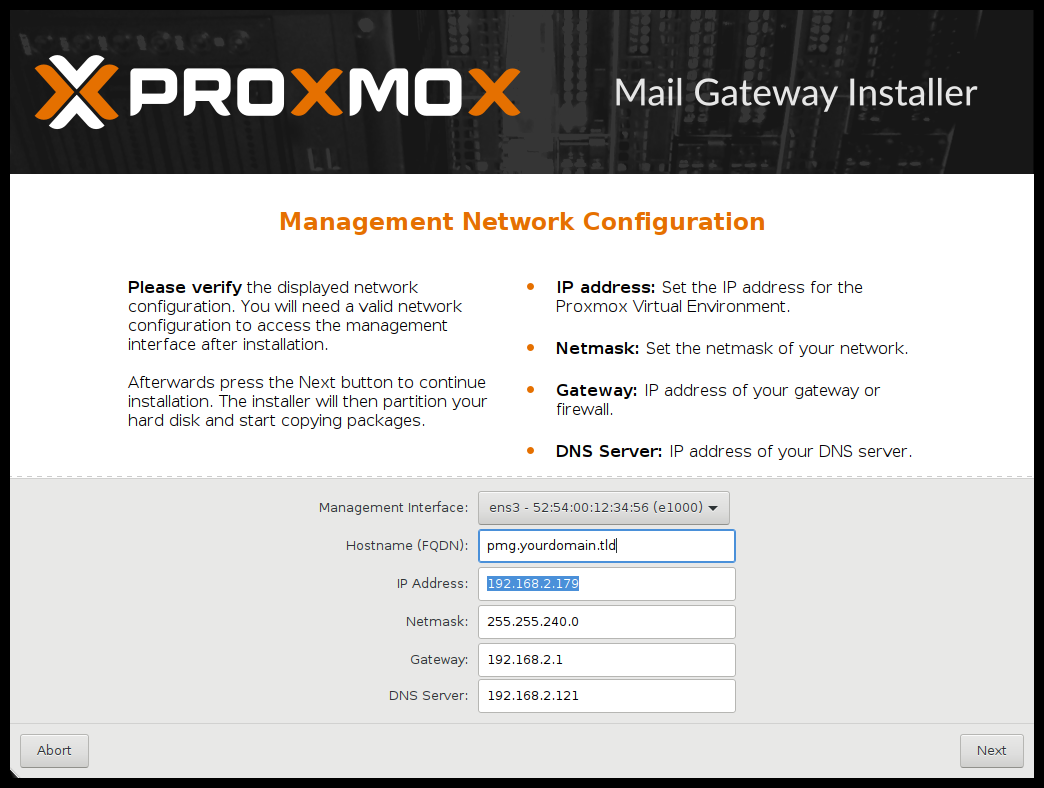 PROXMOX
Mail Gateway Installer
Management Network Configuration
Please verify the displayed network
configuration. You will need a valid network
configuration to access the management
interface after installation.
Afterwards press the Next button to continue
installation. The installer will then partition your
hard disk and start copying packages.
IP address: Set the IP address for the
Proxmox Virtual Environment.
Netmask: Set the netmask of your network.
Gateway: IP address of your gateway or
firewall.
DNS Server: IP address of your DNS server.
Management Interface: ens3 - 52:54:00:12:34:56 (e1000)
Hostname (FQDN): pmg.yourdomain.tld
IP Address: 192.168.2.179
Netmask: 255.255.240.0
Gateway: 192.168.2.1
DNS Server: 192.168.2.121
Abort
Next